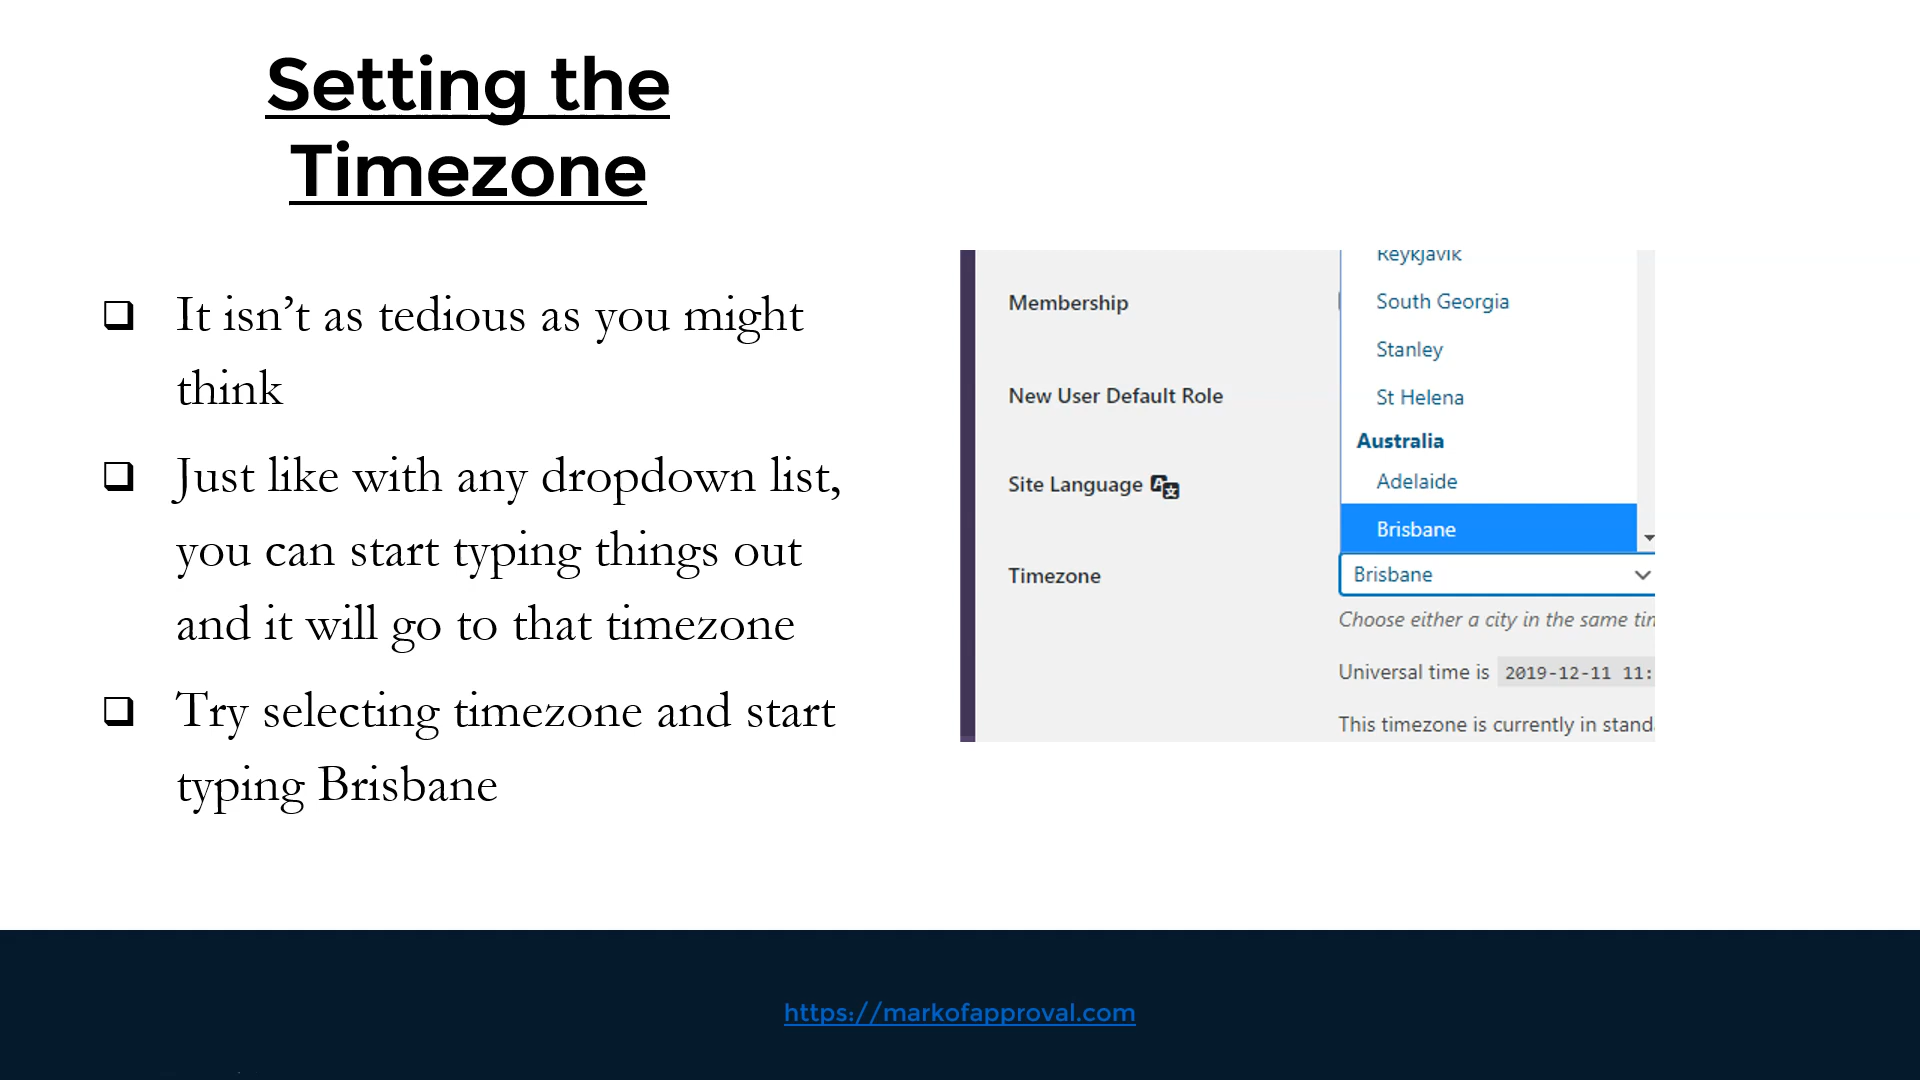 Setting the
Timezone
It isn’t as tedious as you might
think
Just like with any dropdown list,
you can start typing things out
and it will go to that timezone
Try selecting timezone and start
typing Brisbane
Reykjavik
Membership
South Georgia
Stanley
New User Default Role
St Helena
Australia
Site Language
Adelaide
Brisbane
Timezone
Brisbane
Choose either a city in the same
Universal time is 2019-12-11 11:
This timezone is currently in stand
https://markofapproval.com